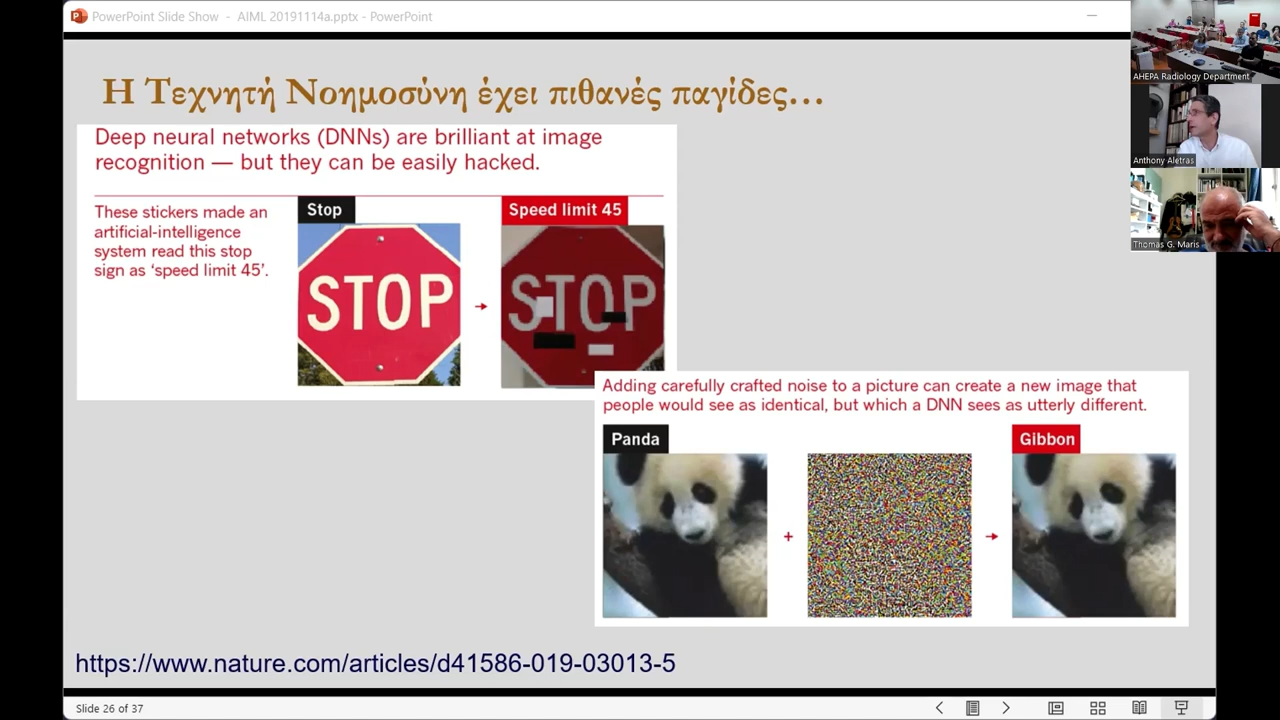 PowerPoint Slide Show - AIML 20191114a.pptx - PowerPoint
Η Τεχνητή Νοημοσύνη έχει πιθανές παγίδες...
Deep neural networks (DNNs) are brilliant at image
recognition — but they can be easily hacked.
These stickers made an
artificial-intelligence
system read this stop
sign as ‘speed limit 45’.
Stop
STOP
Speed limit 45
STOP
Adding carefully crafted noise to a picture can create a new image that
people would see as identical, but which a DNN sees as utterly different.
Panda
+
Gibbon
https://www.nature.com/articles/d41586-019-03013-5
Slide 26 of 37
AHEPA Radiology Department
Anthony Aletras
Thomas G. Maris